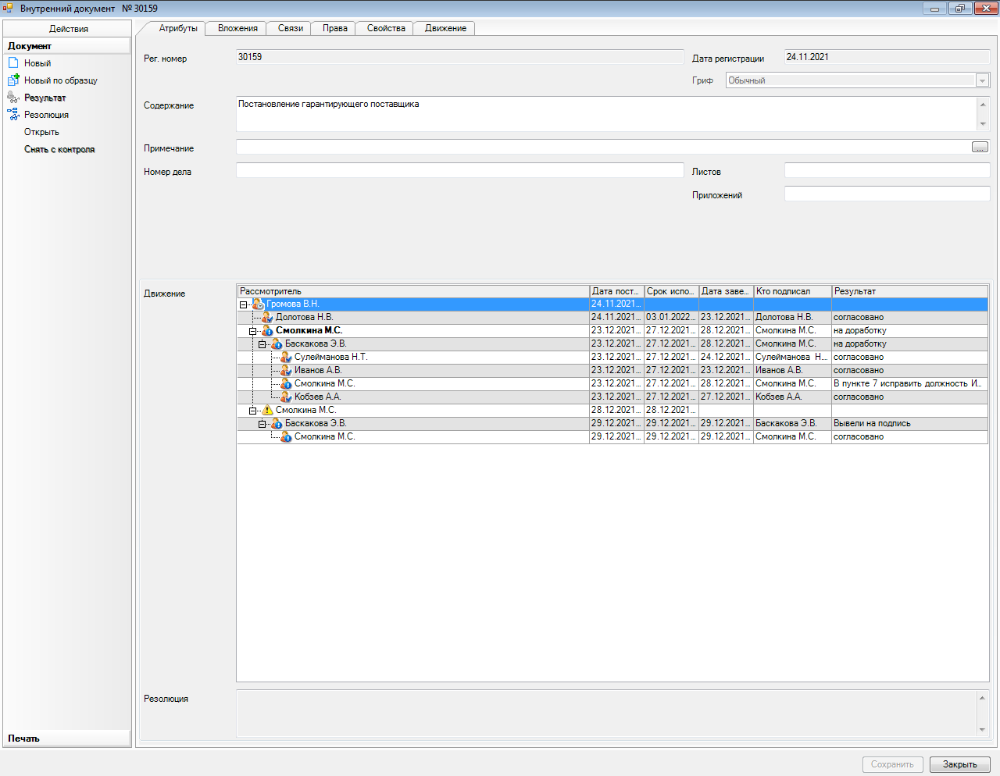 Внутренний документ № 30159
Действия
Документ
Новый
Новый по образцу
Результат
Резолюция
Открыть
Снять с контроля
Печать
Атрибуты Вложения Связи Права Свойства Движение
Рег. номер 30159 Дата регистрации 24.11.2021
Гриф Обычный
Содержание Постановление гарантирующего поставщика
Примечание ...
Номер дела Листов
Приложений
Движение
Рассмотритель Дата пост... Срок испо... Дата заве... Кто подписал Результат
Громова В.Н. 24.11.2021...
Долотова Н.В. 24.11.2021... 03.01.2022... 23.12.2021... Долотова Н.В. согласовано
Смолкина М.С. 23.12.2021... 27.12.2021... 28.12.2021... Смолкина М.С. на доработку
Баскакова Э.В. 23.12.2021... 27.12.2021... 28.12.2021... Смолкина М.С. на доработку
Сулейманова Н.Т. 23.12.2021... 27.12.2021... 24.12.2021... Сулейманова Н.... согласовано
Иванов А.В. 23.12.2021... 27.12.2021... 23.12.2021... Иванов А.В. согласовано
Смолкина М.С. 23.12.2021... 27.12.2021... 28.12.2021... Смолкина М.С. В пункте 7 исправить должность И...
Кобзев А.А. 23.12.2021... 27.12.2021... 27.12.2021... Кобзев А.А. согласовано
Смолкина М.С. 28.12.2021... 28.12.2021...
Баскакова Э.В. 29.12.2021... 29.12.2021... 29.12.2021... Баскакова Э.В. Вывели на подпись
Смолкина М.С. 29.12.2021... 29.12.2021... 29.12.2021... Смолкина М.С. согласовано
Резолюция
Сохранить Закрыть